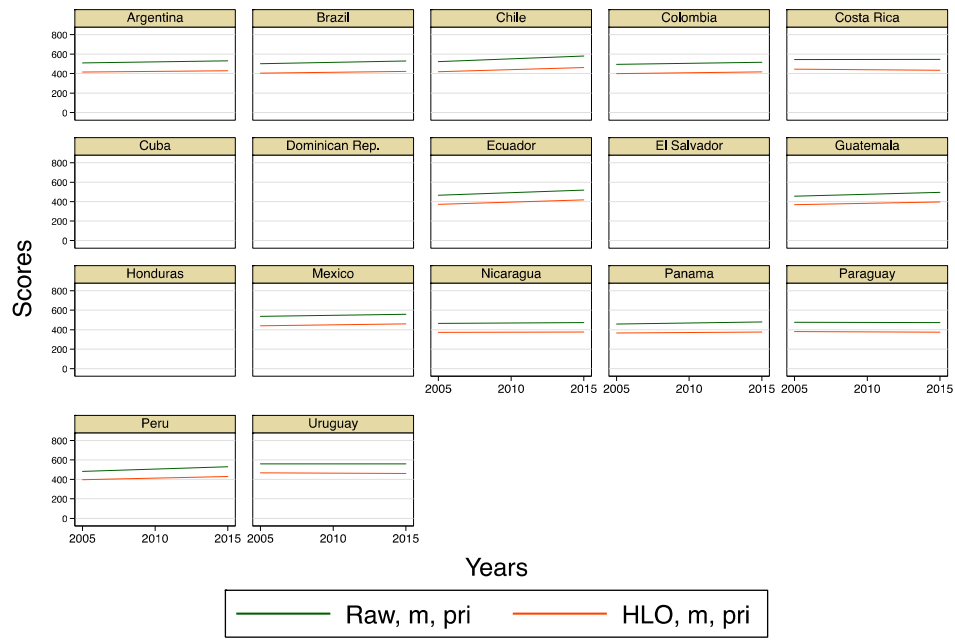 Argentina Brazil Chile Colombia Costa Rica
800
600
400
200
0
Cuba Dominican Rep. Ecuador El Salvador Guatemala
800
600
400
200
0
Scores
Honduras Mexico Nicaragua Panama Paraguay
800
600
400
200
0
2005 2010 2015 2005 2010 2015 2005 2010 2015
Peru Uruguay
800
600
400
200
0
2005 2010 2015 2005 2010 2015
Years
Raw, m, pri HLO, m, pri